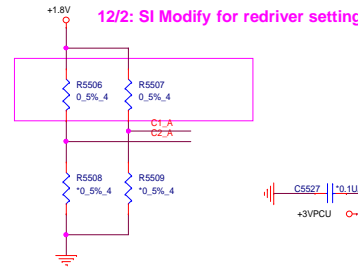 +1.8V
12/2: SI Modify for redriver setting
R5506
0_5%_4
R5507
0_5%_4
C1_A
C2_A
R5508
*0_5%_4
R5509
*0_5%_4
C5527
*0.1U
+3VPCU